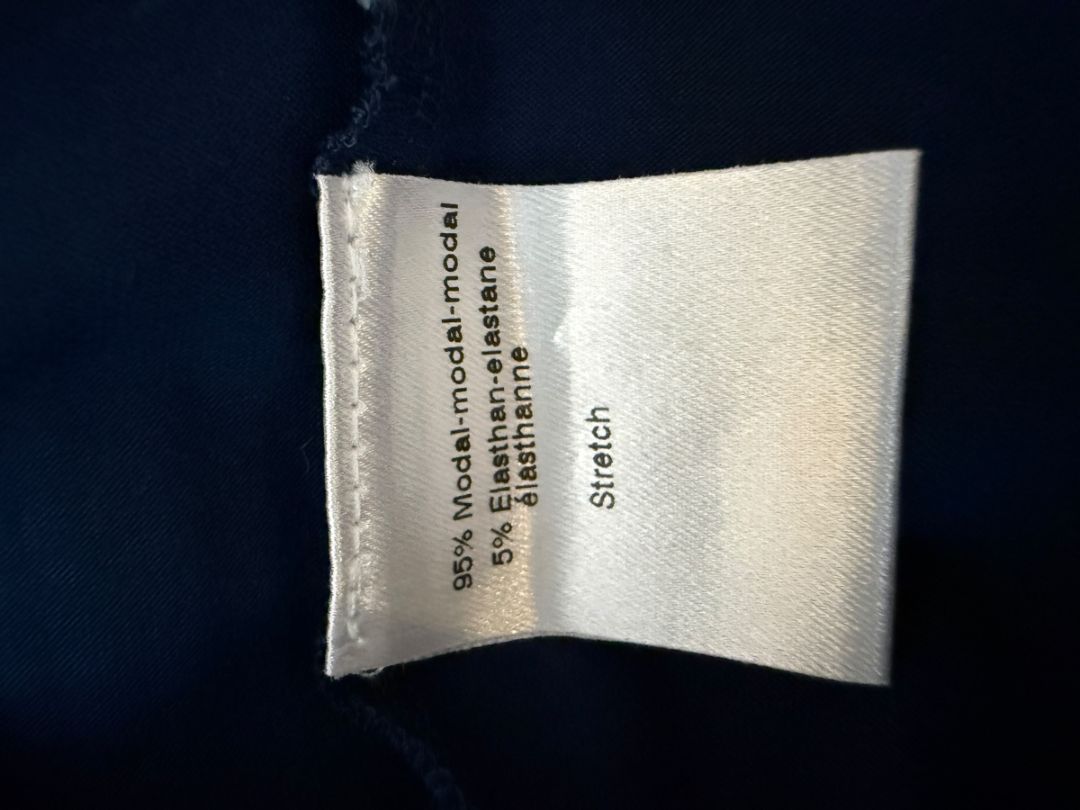 95% Modal-modal-modal
5% Elasthan-elastane
élasthanne
Stretch